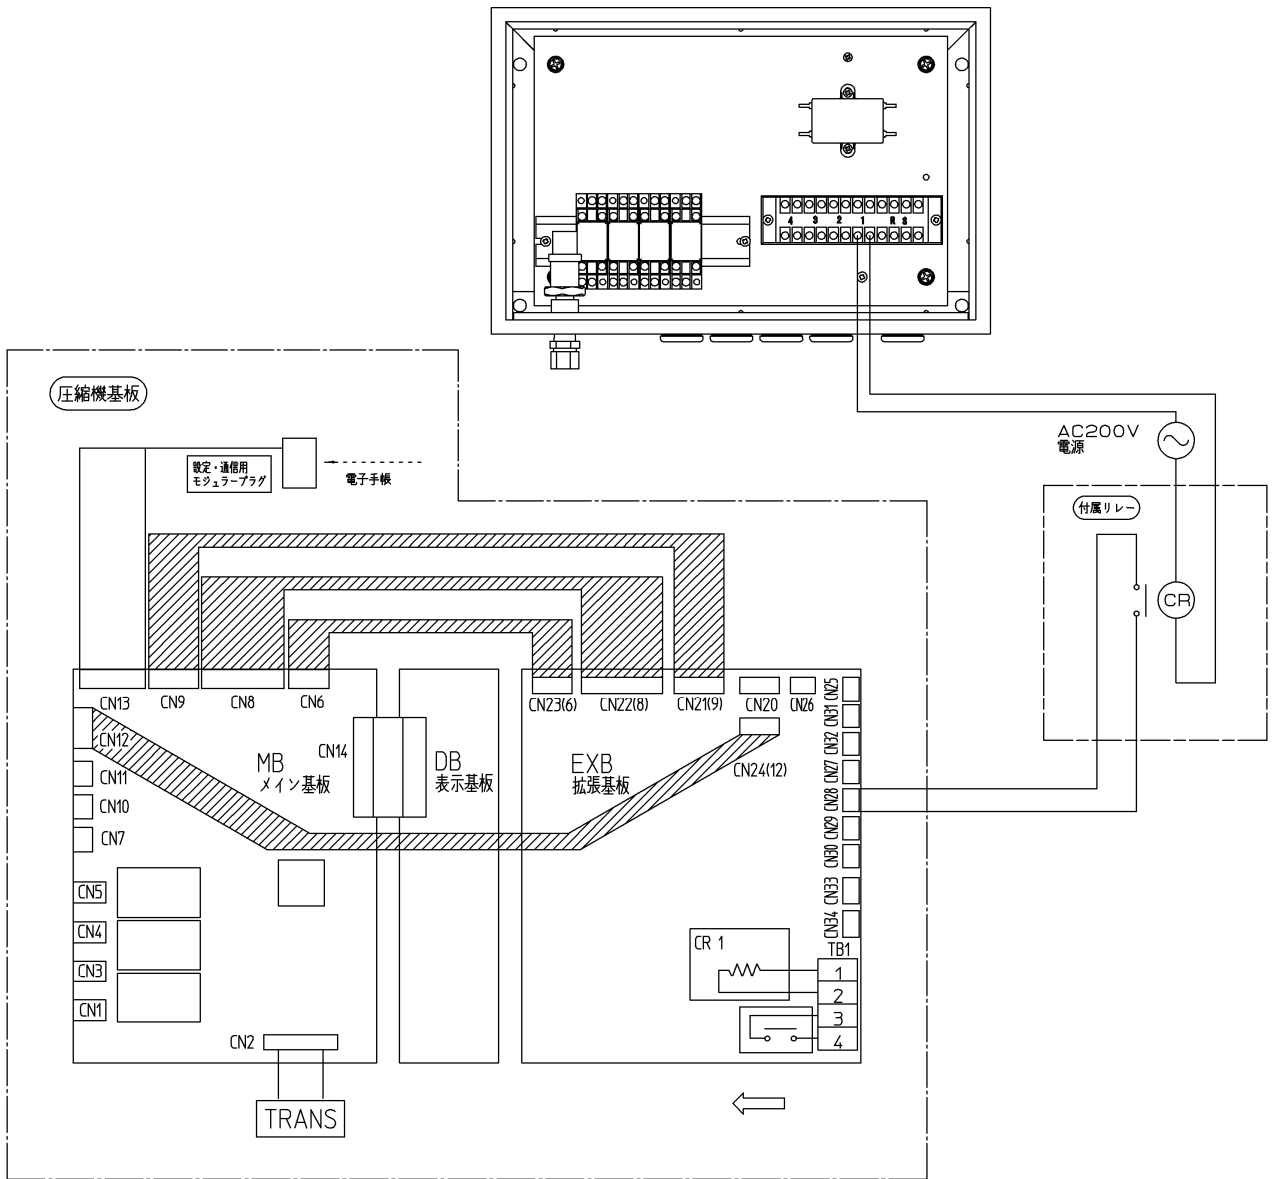 4 3 2 1 R S
圧縮機基板
設定・通信用
モジュラープラグ
電子手帳
AC200V
電源
付属リレー
CR
CN13
CN9
CN8
CN6
CN23(6)
CN22(8)
CN21(9)
CN20
CN26
CN25
CN31
CN32
CN27
CN28
CN29
CN30
CN33
CN34
CN12
CN11
CN10
CN7
CN5
CN4
CN3
CN1
MB
メイン基板
CN14
DB
表示基板
EXB
拡張基板
CN24(12)
CR 1
TB1
1
2
3
4
CN2
TRANS